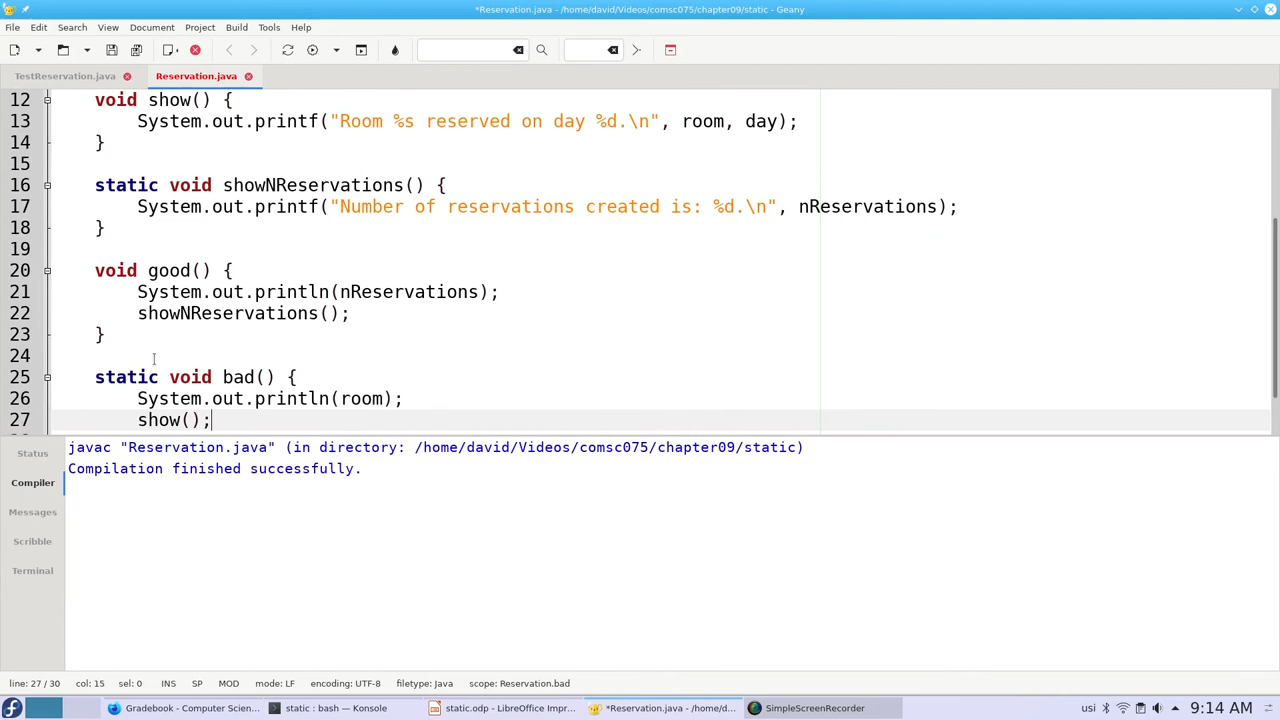 *Reservation.java - /home/david/Videos/comsc075/chapter09/static - Geany
File Edit Search View Document Project Build Tools Help
TestReservation.java Reservation.java
12 void show() {
13 System.out.printf("Room %s reserved on day %d.\n", room, day);
14 }
15
16 static void showNReservations() {
17 System.out.printf("Number of reservations created is: %d.\n", nReservations);
18 }
19
20 void good() {
21 System.out.println(nReservations);
22 showNReservations();
23 }
24
25 static void bad() {
26 System.out.println(room);
27 show();
Status
Compiler
Messages
Scribble
Terminal
javac "Reservation.java" (in directory: /home/david/Videos/comsc075/chapter09/static)
Compilation finished successfully.
line: 27 / 30 col: 15 sel: 0 INS SP MOD mode: LF encoding: UTF-8 filetype: Java scope: Reservation.bad
Gradebook - Computer Scien... static : bash — Konsole static.odp - LibreOffice Impr... *Reservation.java - /home/d... SimpleScreenRecorder usi 9:14 AM